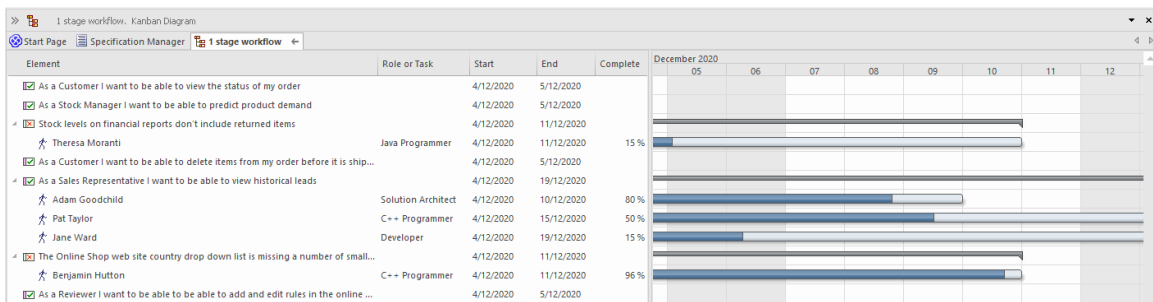 1 stage workflow. Kanban Diagram
Start Page Specification Manager 1 stage workflow
Element Role or Task Start End Complete December 2020
05 06 07 08 09 10 11 12
As a Customer I want to be able to view the status of my order 4/12/2020 5/12/2020
As a Stock Manager I want to be able to predict product demand 4/12/2020 5/12/2020
Stock levels on financial reports don't include returned items 4/12/2020 11/12/2020
Theresa Moranti Java Programmer 4/12/2020 11/12/2020 15 %
As a Customer I want to be able to delete items from my order before it is ship... 4/12/2020 5/12/2020
As a Sales Representative I want to be able to view historical leads 4/12/2020 19/12/2020
Adam Goodchild Solution Architect 4/12/2020 10/12/2020 80 %
Pat Taylor C++ Programmer 4/12/2020 15/12/2020 50 %
Jane Ward Developer 4/12/2020 19/12/2020 15 %
The Online Shop web site country drop down list is missing a number of small... 4/12/2020 11/12/2020
Benjamin Hutton C++ Programmer 4/12/2020 11/12/2020 96 %
As a Reviewer I want to be able to be able to add and edit rules in the online ... 4/12/2020 5/12/2020